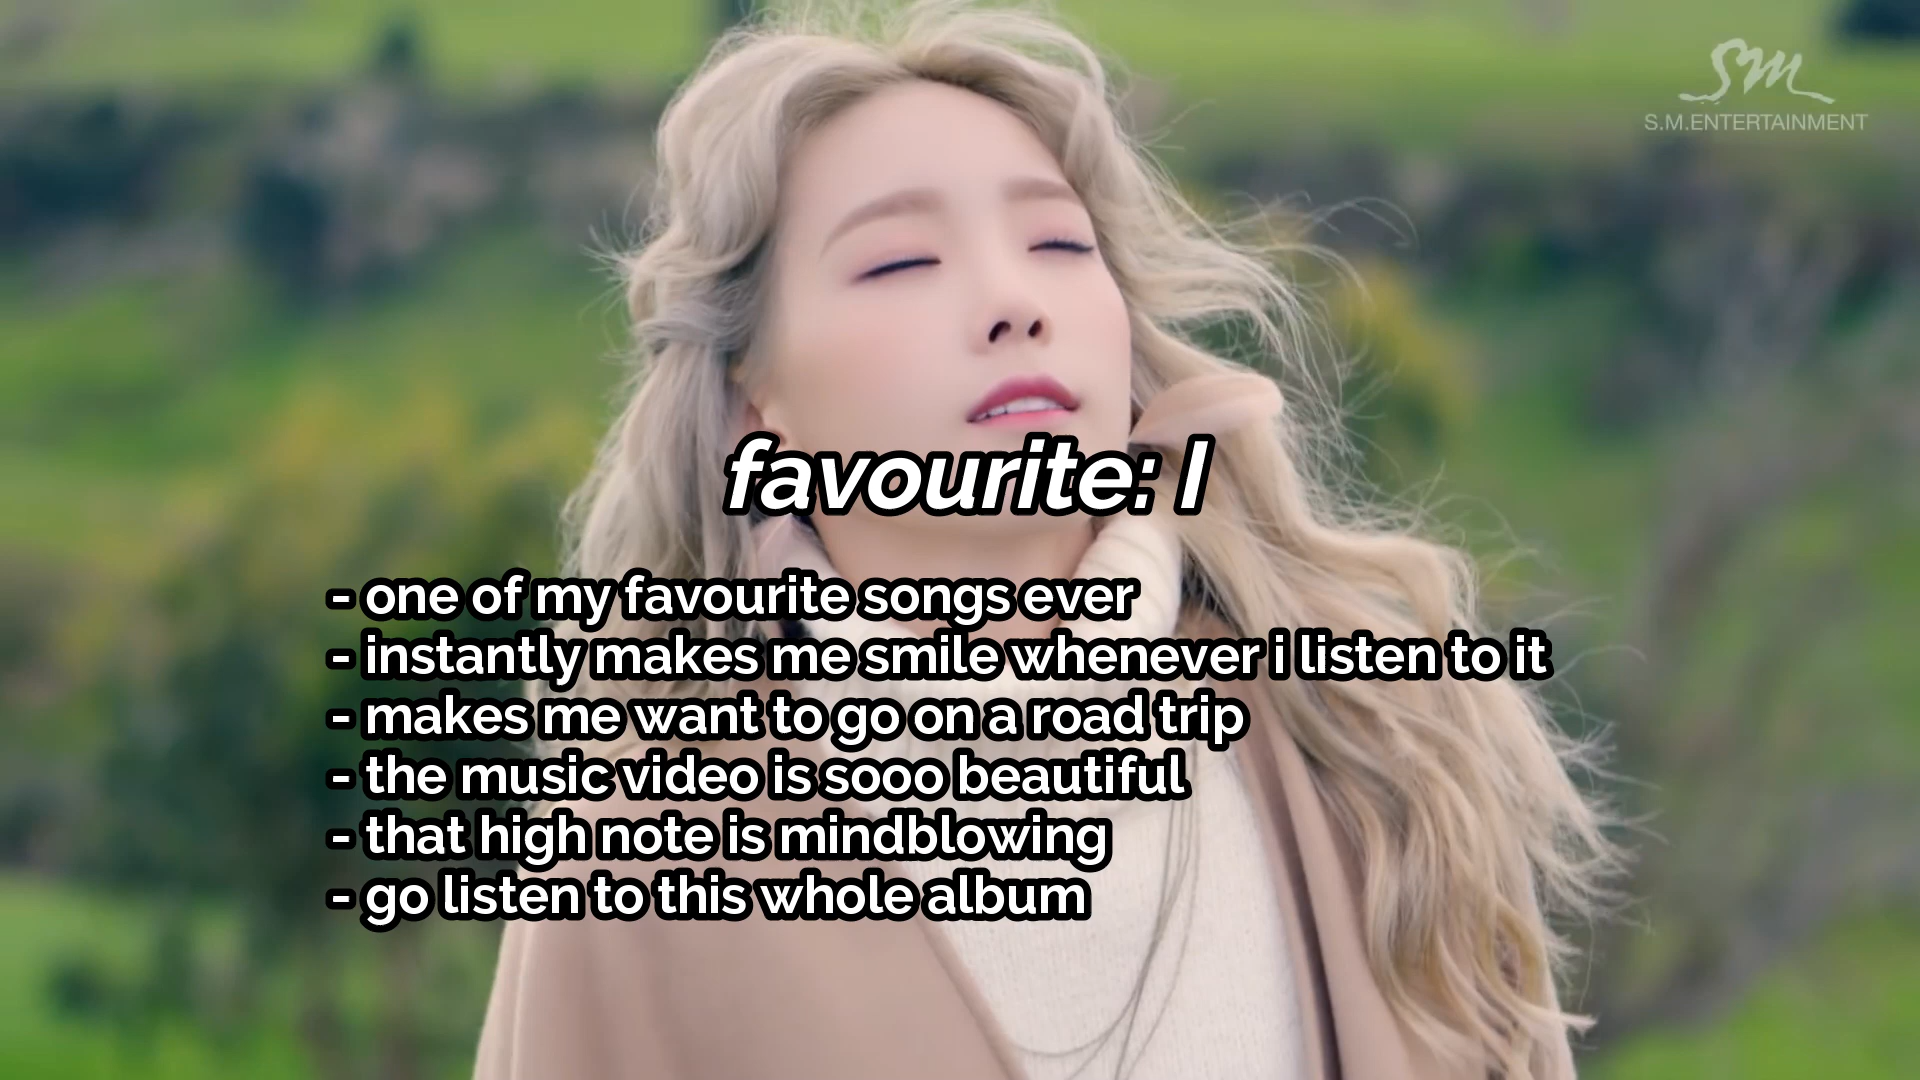 SM
S.M.ENTERTAINMENT
favourite: I
- one of my favourite songs ever
- instantly makes me smile whenever i listen to it
- makes me want to go on a road trip
- the music video is sooo beautiful
- that high note is mindblowing
- go listen to this whole album